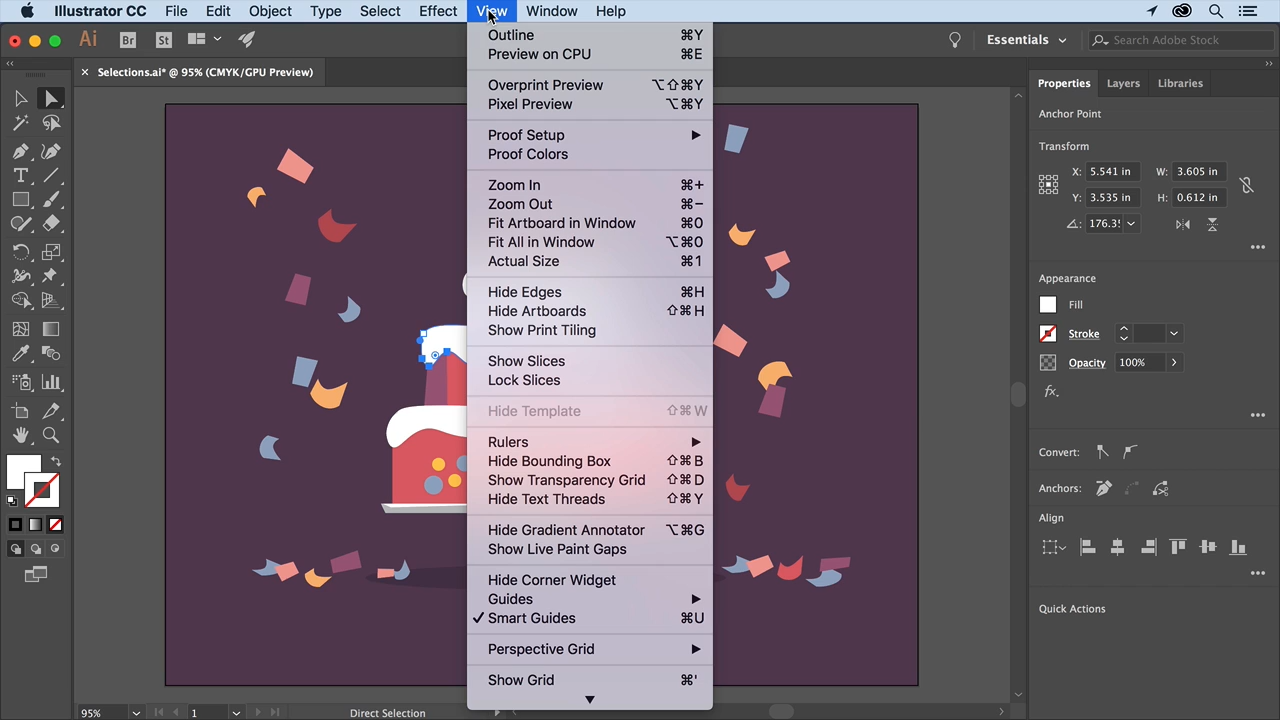 Illustrator CC File Edit Object Type Select Effect View Window Help
Ai Br St Essentials Search Adobe Stock
× Selections.ai* @ 95% (CMYK/GPU Preview)
Outline ⌘Y
Preview on CPU ⌘E
Overprint Preview ⌥⇧⌘Y
Pixel Preview ⌥⌘Y
Proof Setup
Proof Colors
Zoom In ⌘+
Zoom Out ⌘−
Fit Artboard in Window ⌘0
Fit All in Window ⌥⌘0
Actual Size ⌘1
Hide Edges ⌘H
Hide Artboards ⇧⌘H
Show Print Tiling
Show Slices
Lock Slices
Hide Template ⇧⌘W
Rulers
Hide Bounding Box ⇧⌘B
Show Transparency Grid ⇧⌘D
Hide Text Threads ⇧⌘Y
Hide Gradient Annotator ⌥⌘G
Show Live Paint Gaps
Hide Corner Widget
Guides
✓ Smart Guides ⌘U
Perspective Grid
Show Grid ⌘'
Properties Layers Libraries
Anchor Point
Transform
X: 5.541 in W: 3.605 in
Y: 3.535 in H: 0.612 in
176.3
Appearance
Fill
Stroke
Opacity 100%
fx.
Convert:
Anchors:
Align
Quick Actions
95% 1 Direct Selection